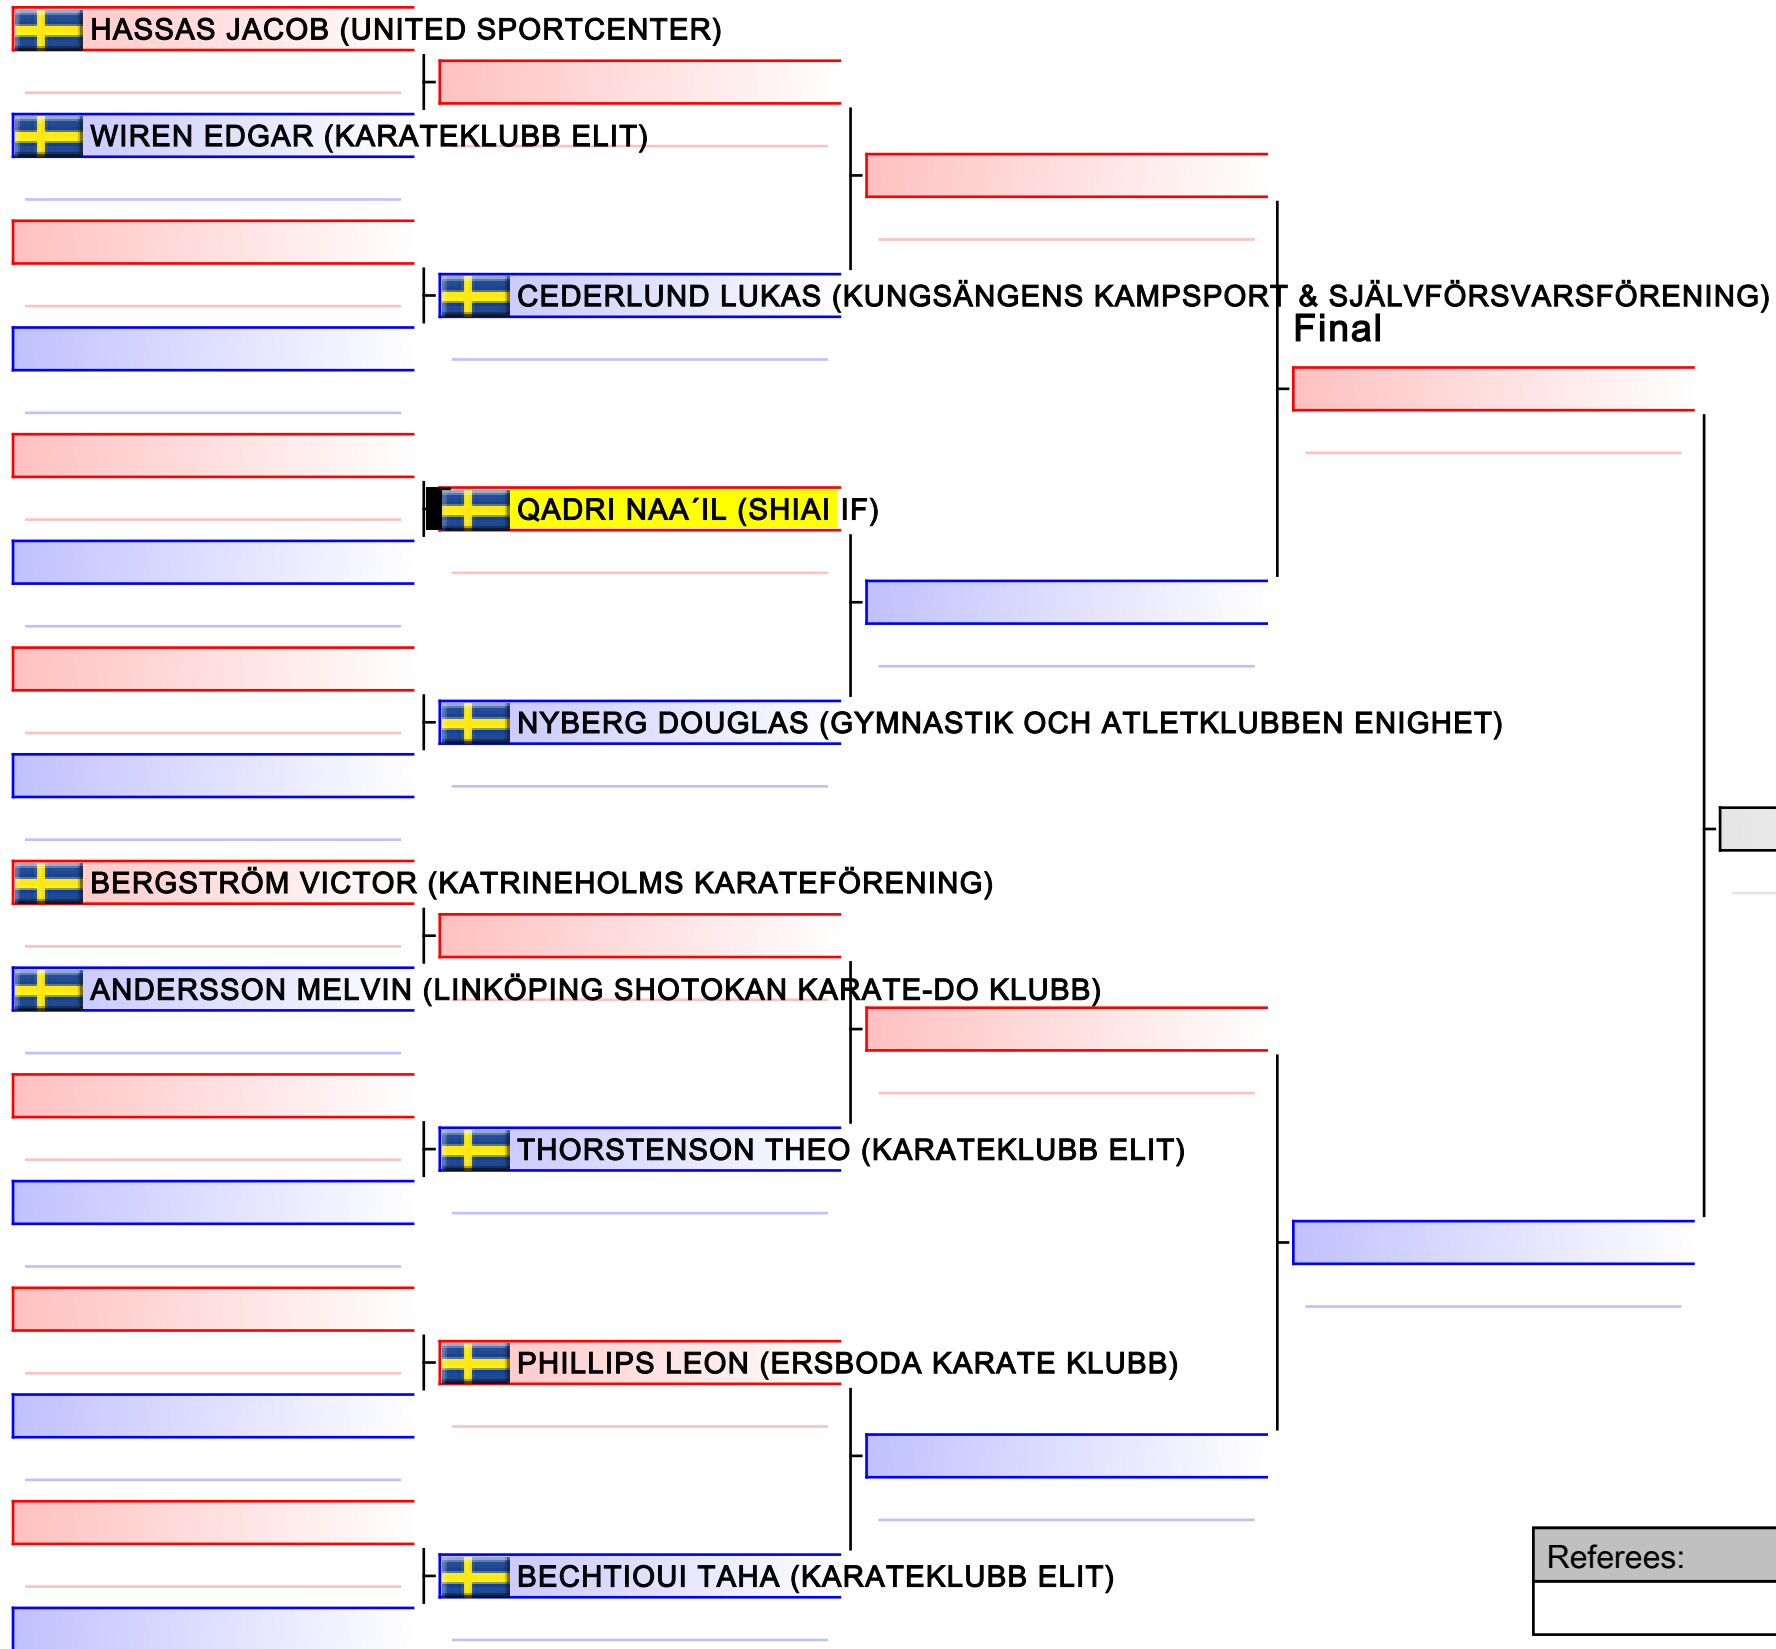 HASSAS JACOB (UNITED SPORTCENTER)
WIREN EDGAR (KARATEKLUBB ELIT)
CEDERLUND LUKAS (KUNGSÄNGENS KAMPSPORT & SJÄLVFÖRSVARSFÖRENING)
Final
QADRI NAA´IL (SHIAI IF)
NYBERG DOUGLAS (GYMNASTIK OCH ATLETKLUBBEN ENIGHET)
BERGSTRÖM VICTOR (KATRINEHOLMS KARATEFÖRENING)
ANDERSSON MELVIN (LINKÖPING SHOTOKAN KARATE-DO KLUBB)
THORSTENSON THEO (KARATEKLUBB ELIT)
PHILLIPS LEON (ERSBODA KARATE KLUBB)
Referees:
BECHTIOUI TAHA (KARATEKLUBB ELIT)